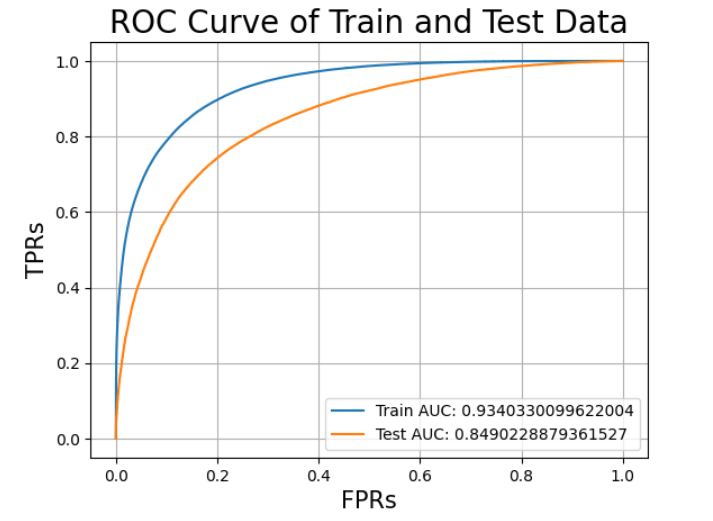 ROC Curve of Train and Test Data
1.0
0.8
0.6
0.4
0.2
0.0
TPRs
Train AUC: 0.9340330099622004
Test AUC: 0.8490228879361527
0.0 0.2 0.4 0.6 0.8 1.0
FPRs